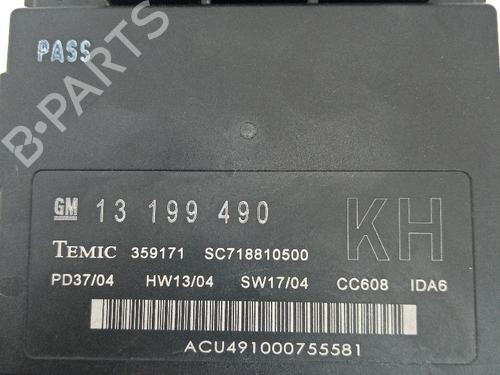 PASS
B-PARTS
GM 13 199 490 KH
TEMIC 359171 SC718810500
PD37/04 HW13/04 SW17/04 CC608 IDA6
ACU491000755581